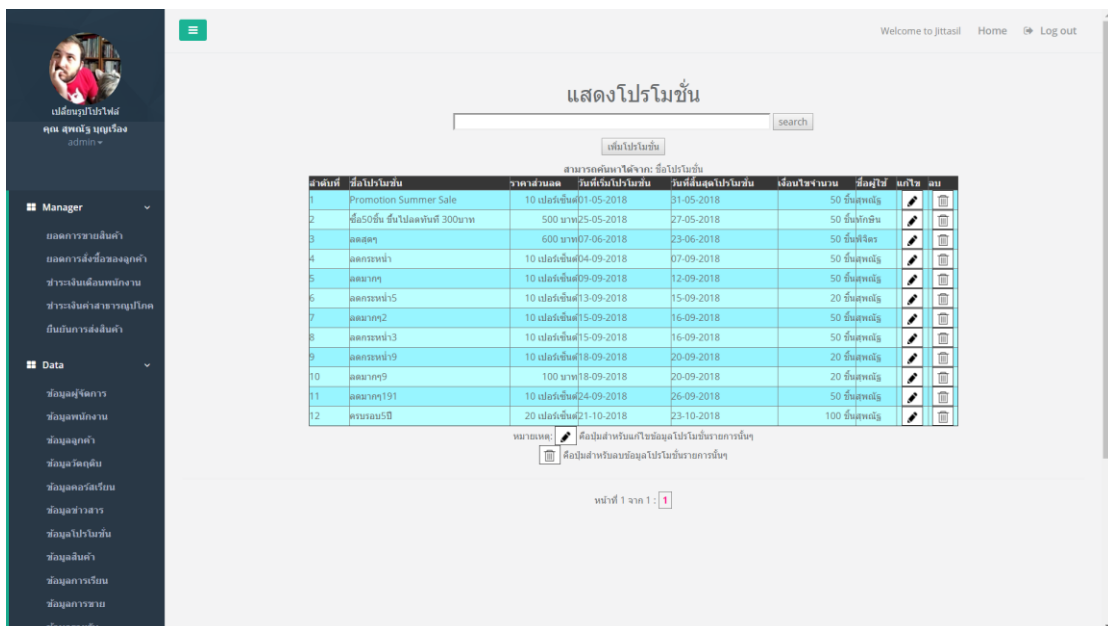 Welcome to Jittasil Home Log out
เปลี่ยนรูปโปรไฟล์
คุณ สุพณัฐ บุญเรือง
admin
Manager
ยอดการขายสินค้า
ยอดการสั่งซื้อของลูกค้า
ชำระเงินเดือนพนักงาน
ชำระเงินค่าสาธารณูปโภค
ยืนยันการส่งสินค้า
Data
ข้อมูลผู้จัดการ
ข้อมูลพนักงาน
ข้อมูลลูกค้า
ข้อมูลวัตถุดิบ
ข้อมูลคอร์สเรียน
ข้อมูลข่าวสาร
ข้อมูลโปรโมชั่น
ข้อมูลสินค้า
ข้อมูลการเรียน
ข้อมูลการขาย
แสดงโปรโมชั่น
search
เพิ่มโปรโมชั่น
สามารถค้นหาได้จาก: ชื่อโปรโมชั่น
ลำดับที่ ชื่อโปรโมชั่น ราคาส่วนลด วันที่เริ่มโปรโมชั่น วันที่สิ้นสุดโปรโมชั่น เงื่อนไขจำนวน ชื่อผู้ใช้ แก้ไข ลบ
1 Promotion Summer Sale 10 เปอร์เซ็นต์ 01-05-2018 31-05-2018 50 ชิ้น สุพณัฐ
2 ซื้อ50ชิ้น ขึ้นไปลดทันที 300บาท 500 บาท 25-05-2018 27-05-2018 50 ชิ้น ทักษิน
3 ลดสุดๆ 600 บาท 07-06-2018 23-06-2018 50 ชิ้น พิจิตร
4 ลดกระหน่ำ 10 เปอร์เซ็นต์ 04-09-2018 07-09-2018 50 ชิ้น สุพณัฐ
5 ลดมากๆ 10 เปอร์เซ็นต์ 09-09-2018 12-09-2018 50 ชิ้น สุพณัฐ
6 ลดกระหน่ำ5 10 เปอร์เซ็นต์ 13-09-2018 15-09-2018 20 ชิ้น สุพณัฐ
7 ลดมากๆ2 10 เปอร์เซ็นต์ 15-09-2018 16-09-2018 50 ชิ้น สุพณัฐ
8 ลดกระหน่ำ3 10 เปอร์เซ็นต์ 15-09-2018 16-09-2018 50 ชิ้น สุพณัฐ
9 ลดกระหน่ำ9 10 เปอร์เซ็นต์ 18-09-2018 20-09-2018 20 ชิ้น สุพณัฐ
10 ลดมากๆ9 100 บาท 18-09-2018 20-09-2018 20 ชิ้น สุพณัฐ
11 ลดมากๆ191 10 เปอร์เซ็นต์ 24-09-2018 26-09-2018 50 ชิ้น สุพณัฐ
12 ครบรอบ5ปี 20 เปอร์เซ็นต์ 21-10-2018 23-10-2018 100 ชิ้น สุพณัฐ
หมายเหตุ: คือปุ่มสำหรับแก้ไขข้อมูลโปรโมชั่นรายการนั้นๆ
คือปุ่มสำหรับลบข้อมูลโปรโมชั่นรายการนั้นๆ
หน้าที่ 1 จาก 1 : 1